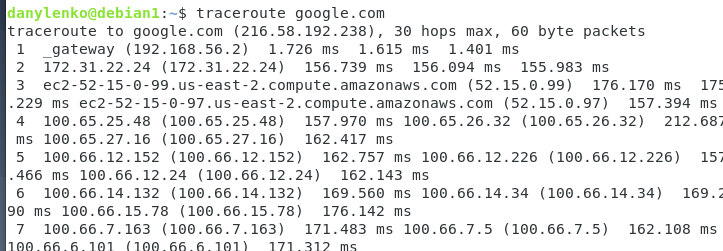 danylenko@debian1:~$ traceroute google.com
traceroute to google.com (216.58.192.238), 30 hops max, 60 byte packets
 1  _gateway (192.168.56.2)  1.726 ms  1.615 ms  1.401 ms
 2  172.31.22.24 (172.31.22.24)  156.739 ms  156.094 ms  155.983 ms
 3  ec2-52-15-0-99.us-east-2.compute.amazonaws.com (52.15.0.99)  176.170 ms  175
.229 ms ec2-52-15-0-97.us-east-2.compute.amazonaws.com (52.15.0.97)  157.394 ms
 4  100.65.25.48 (100.65.25.48)  157.970 ms 100.65.26.32 (100.65.26.32)  212.687
 ms 100.65.27.16 (100.65.27.16)  162.417 ms
 5  100.66.12.152 (100.66.12.152)  162.757 ms 100.66.12.226 (100.66.12.226)  157
.466 ms 100.66.12.24 (100.66.12.24)  162.143 ms
 6  100.66.14.132 (100.66.14.132)  169.560 ms 100.66.14.34 (100.66.14.34)  169.2
90 ms 100.66.15.78 (100.66.15.78)  176.142 ms
 7  100.66.7.163 (100.66.7.163)  171.483 ms 100.66.7.5 (100.66.7.5)  162.108 ms
100.66.6.101 (100.66.6.101)  171.312 ms